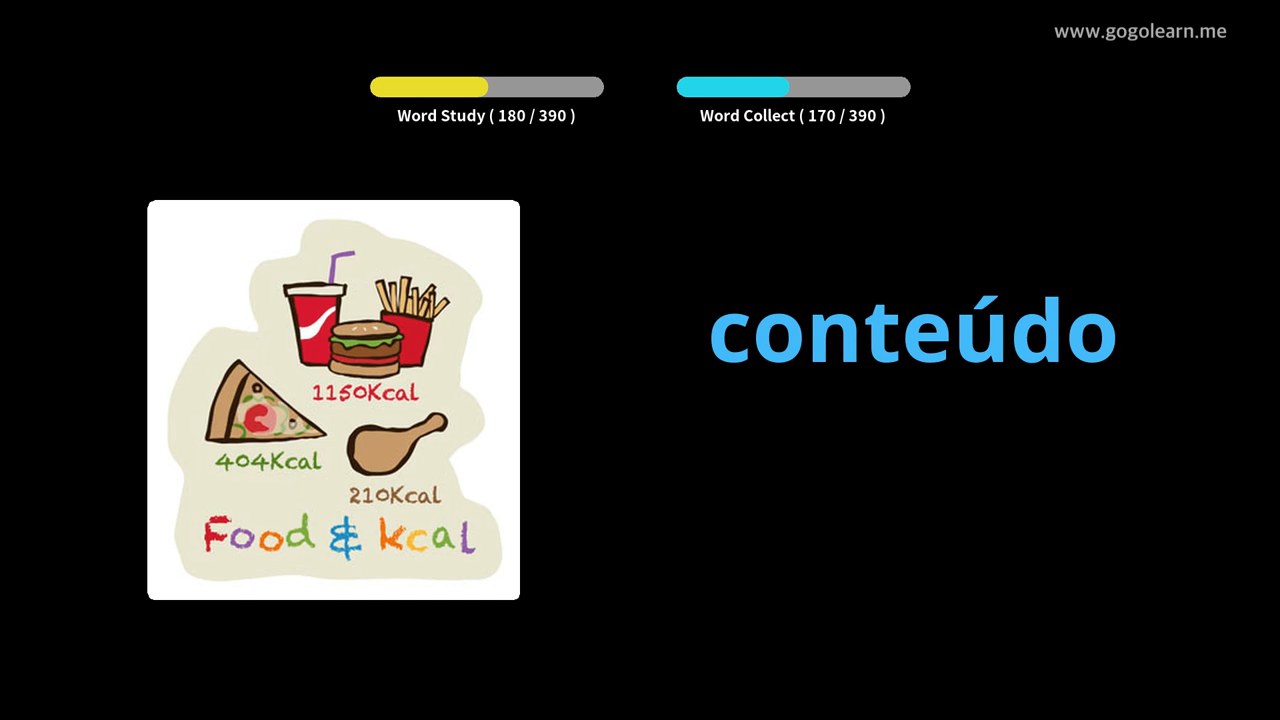 www.gogolearn.me
Word Study ( 180 / 390 )
Word Collect ( 170 / 390 )
1150Kcal
404Kcal
210Kcal
Food & kcal
conteúdo